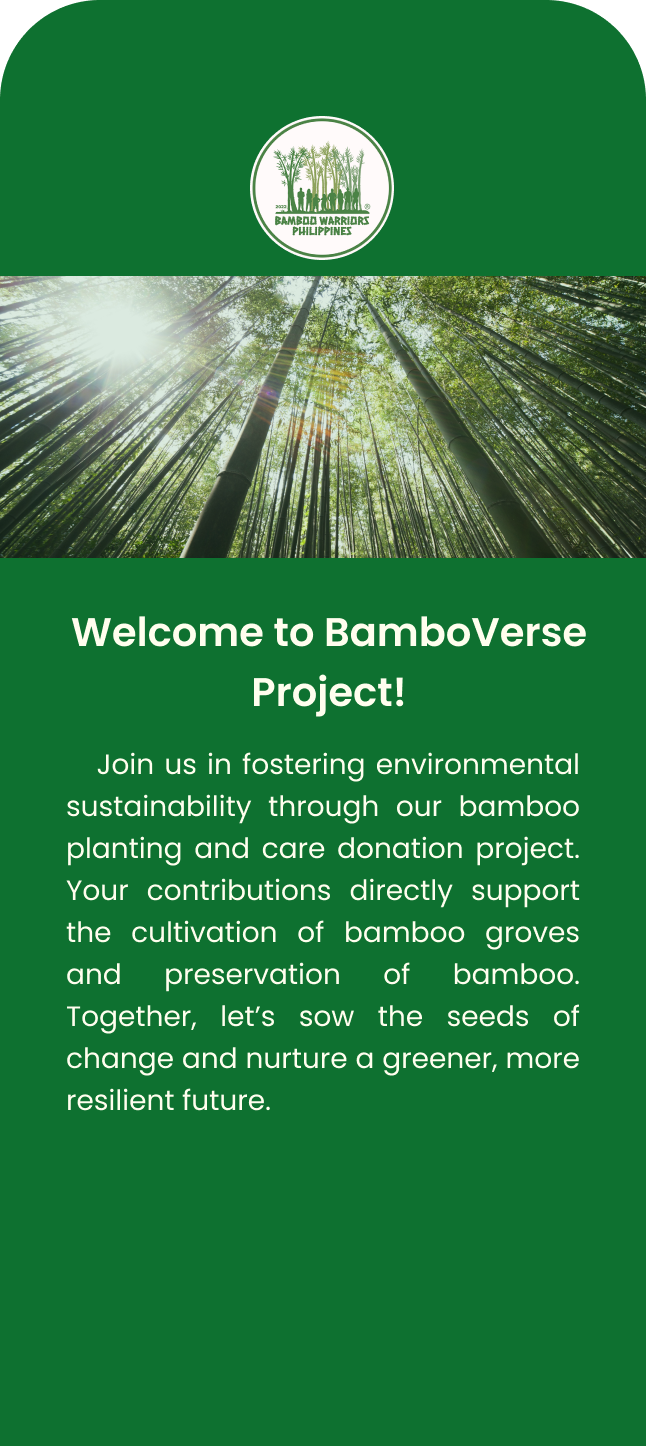 2022 ®
BAMBOO WARRIORS
PHILIPPINES
Welcome to BamboVerse
Project!
Join us in fostering environmental
sustainability through our bamboo
planting and care donation project.
Your contributions directly support
the cultivation of bamboo groves
and preservation of bamboo.
Together, let’s sow the seeds of
change and nurture a greener, more
resilient future.